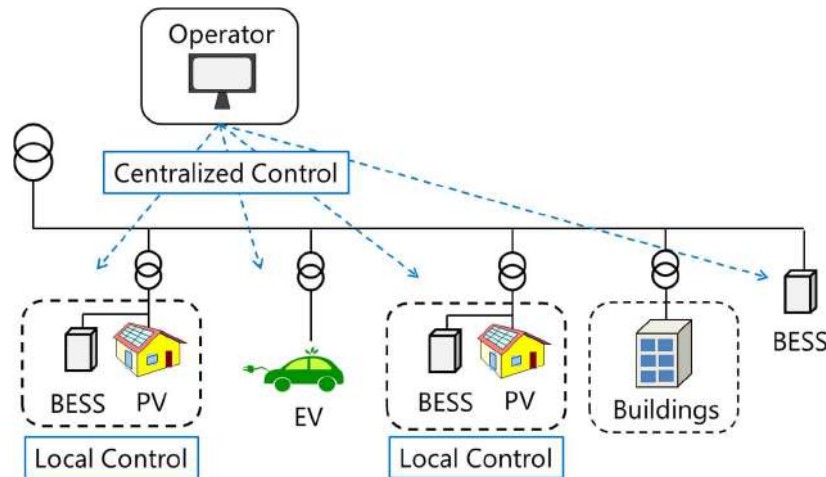 Operator
Centralized Control
BESS
BESS PV
EV
BESS PV
Buildings
Local Control
Local Control